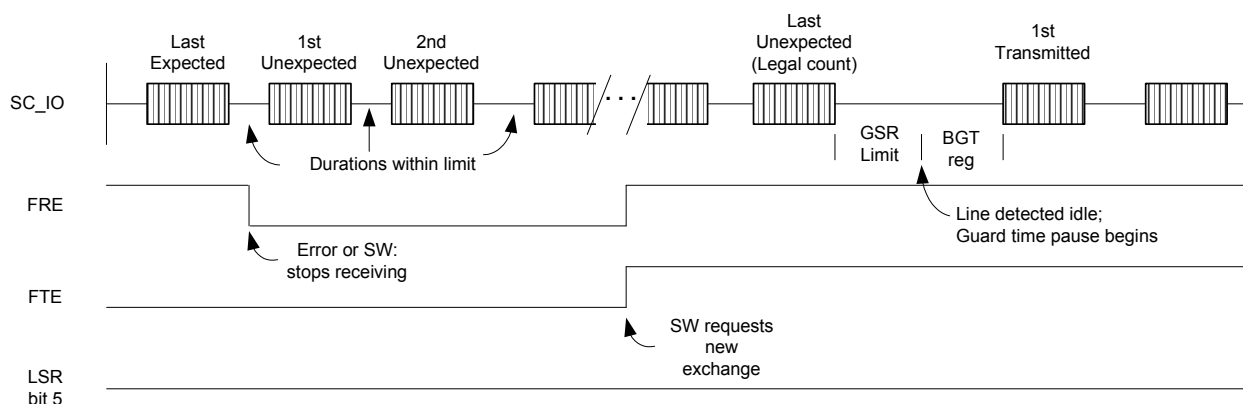 Last
Expected
1st
Unexpected
2nd
Unexpected
Last
Unexpected
(Legal count)
1st
Transmitted
SC_IO
. . .
Durations within limit
GSR
Limit
BGT
reg
FRE
Error or SW:
stops receiving
Line detected idle;
Guard time pause begins
FTE
SW requests
new
exchange
LSR
bit 5